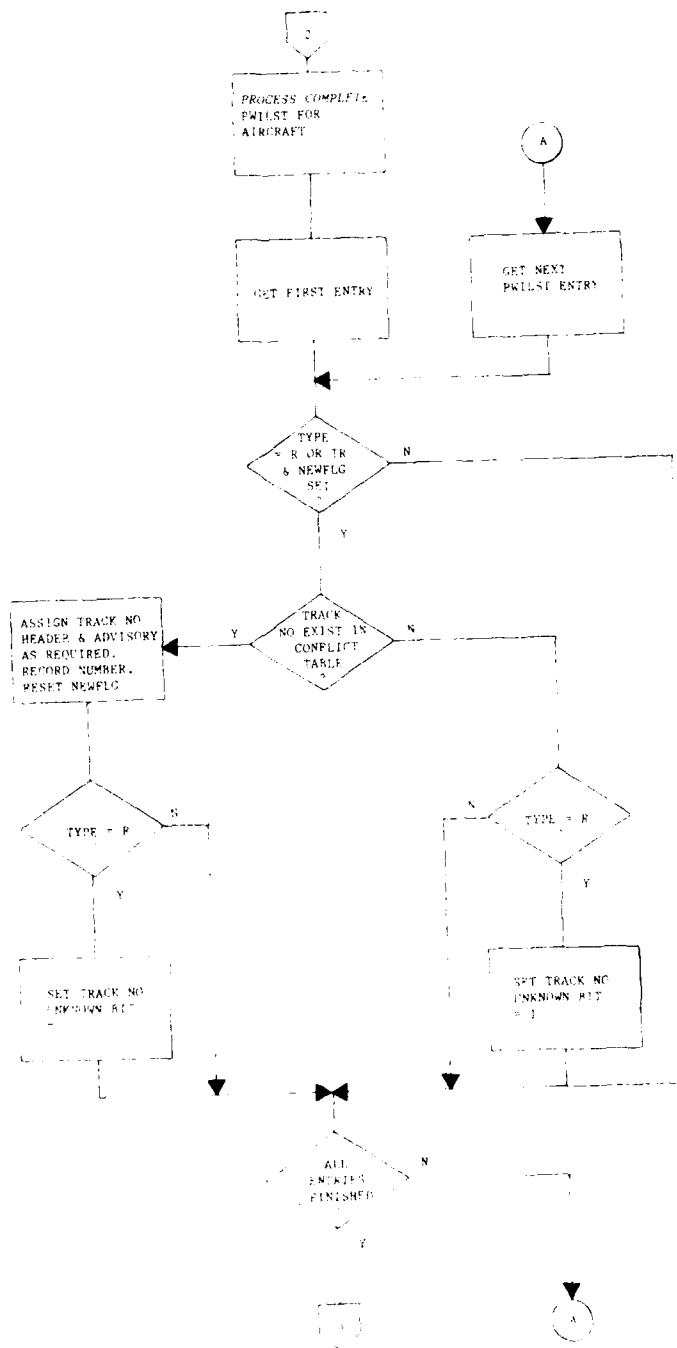 2
PROCESS COMPLETE
PWILST FOR
AIRCRAFT
A
GET FIRST ENTRY
GET NEXT
PWILST ENTRY
TYPE
= R OR TR
& NEWFLG
SET
?
N
Y
ASSIGN TRACK NO
HEADER & ADVISORY
AS REQUIRED.
RECORD NUMBER.
RESET NEWFLG
Y
TRACK
NO EXIST IN
CONFLICT
TABLE
?
N
TYPE = R
N
Y
N
TYPE = R
Y
SET TRACK NO
UNKNOWN BIT
=
SET TRACK NO
UNKNOWN BIT
= 1
ALL
ENTRIES
FINISHED
N
Y
A